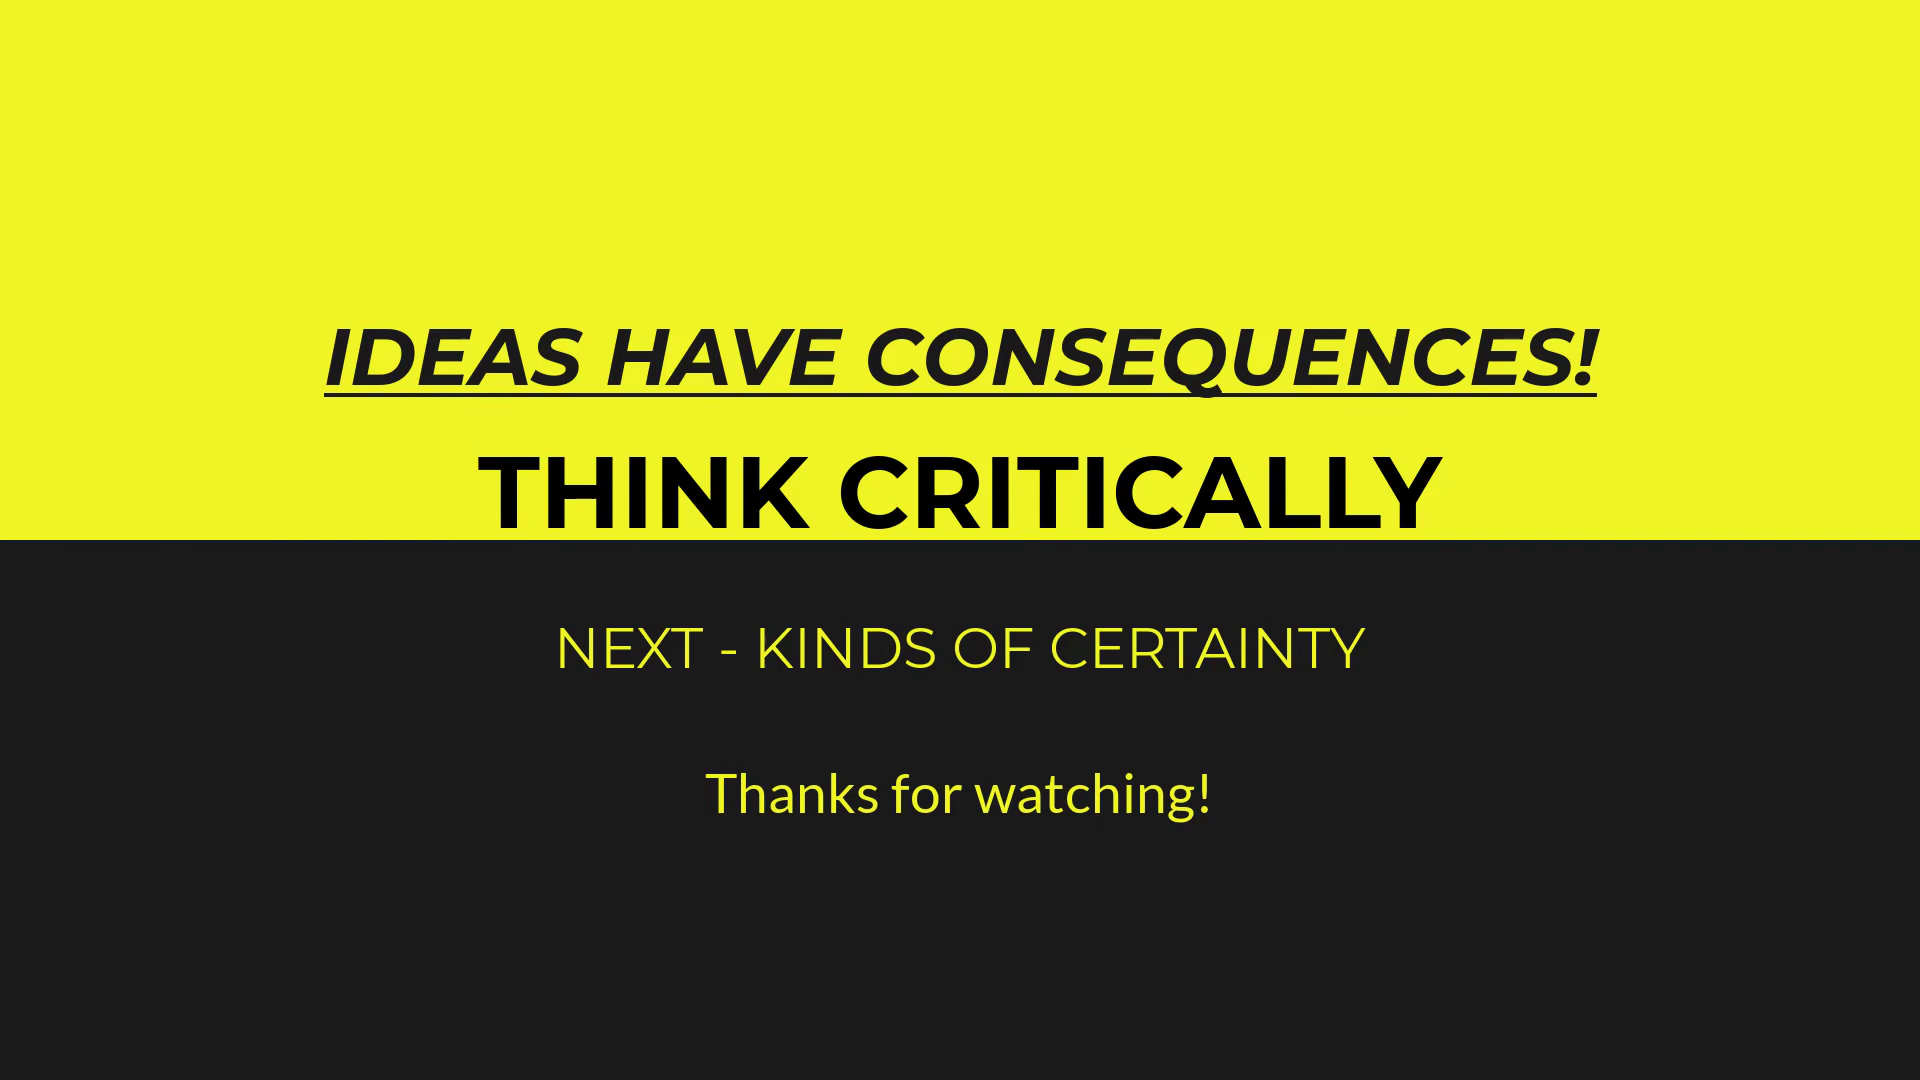 IDEAS HAVE CONSEQUENCES!
THINK CRITICALLY
NEXT - KINDS OF CERTAINTY
Thanks for watching!